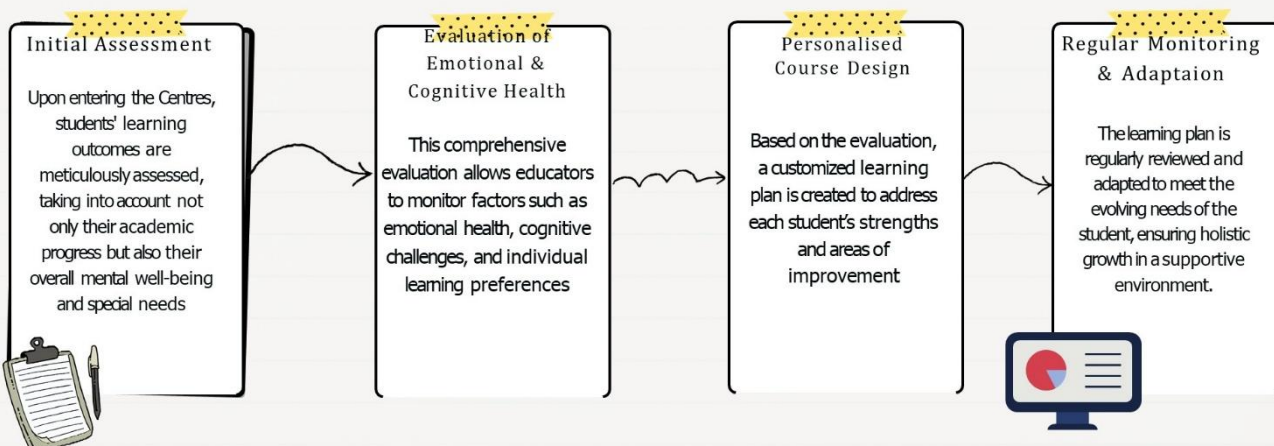 Initial Assessment
Upon entering the Centres,
students' learning
outcomes are
meticulously assessed,
taking into account not
only their academic
progress but also their
overall mental well-being
and special needs
Evaluation of
Emotional &
Cognitive Health
This comprehensive
evaluation allows educators
to monitor factors such as
emotional health, cognitive
challenges, and individual
learning preferences
Personalised
Course Design
Based on the evaluation,
a customized learning
plan is created to address
each student's strengths
and areas of
improvement
Regular Monitoring
& Adaptaion
The learning plan is
regularly reviewed and
adapted to meet the
evolving needs of the
student, ensuring holistic
growth in a supportive
environment.